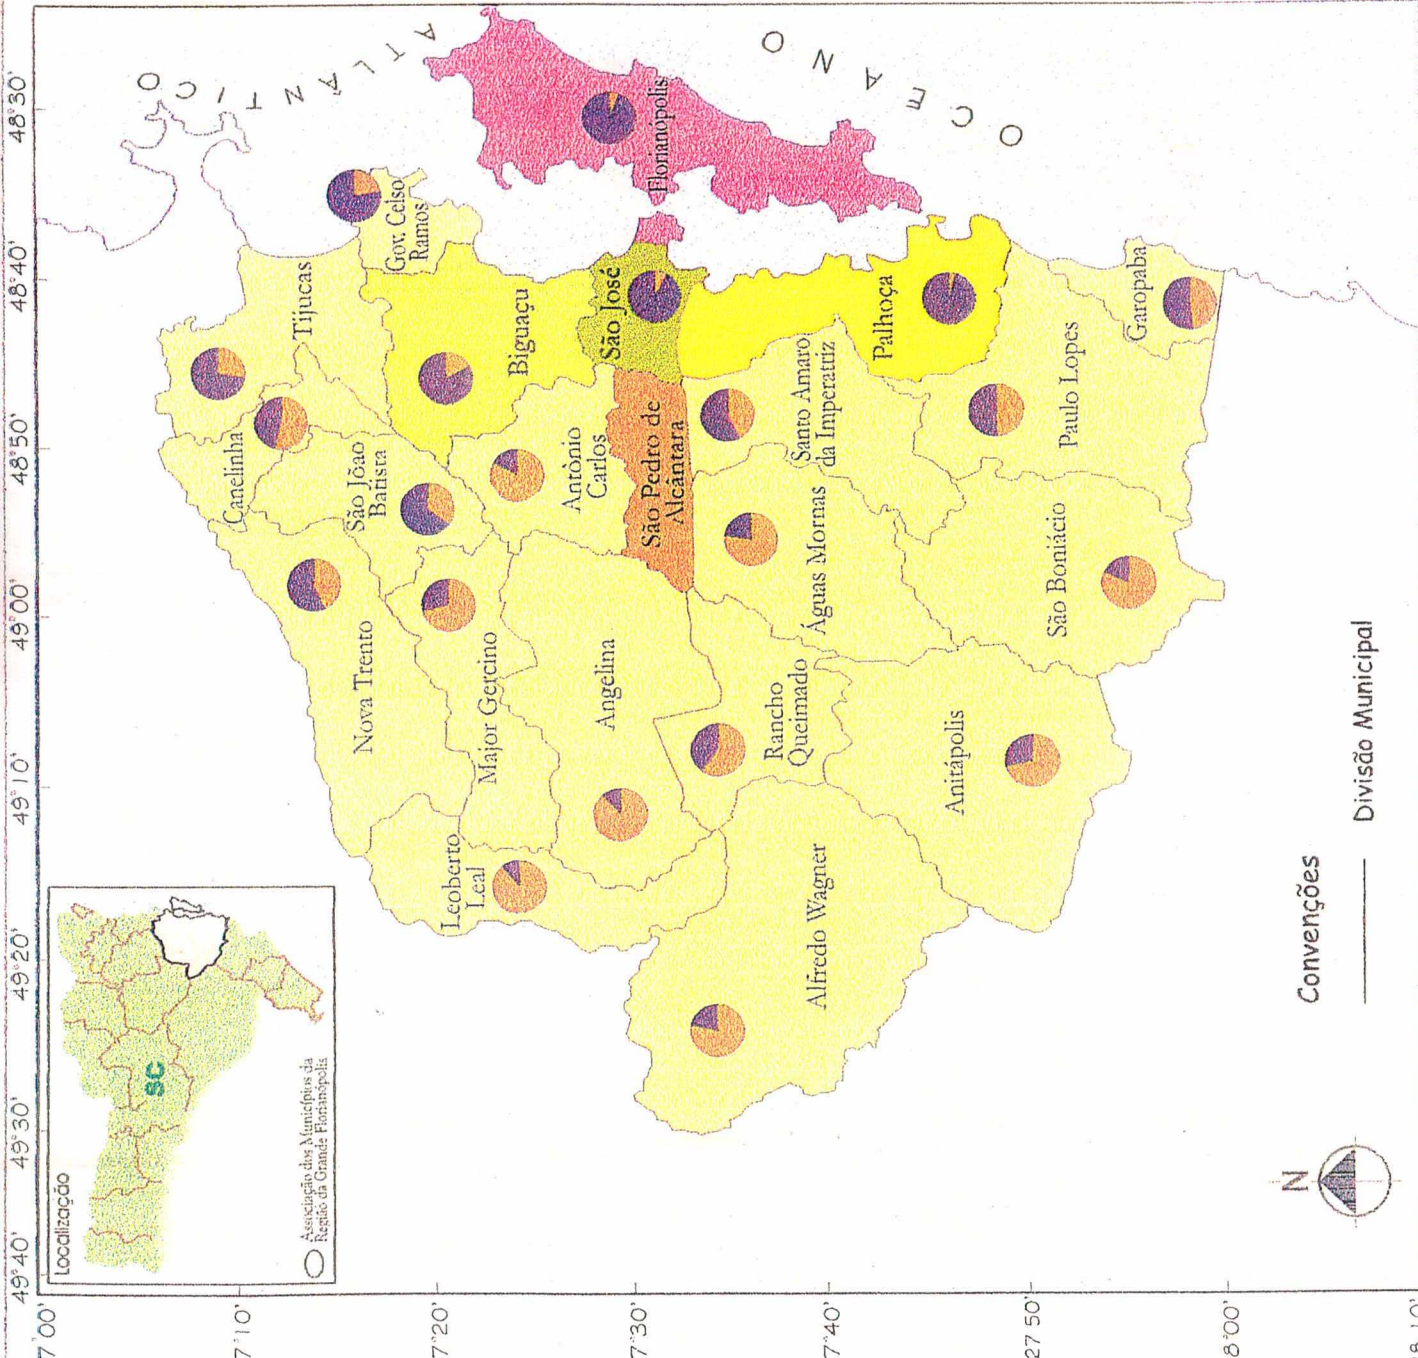 49°40'
49°30'
49°20'
49°10'
49°00'
48°50'
48°40'
48°30'
7°00'
7°10'
7°20'
7°30'
7°40'
27 50'
8°00'
Localização
SC
Associação dos Municípios da
Região da Grande Florianópolis
ATLÂNTICO
OCEANO
Gov. Celso
Ramos
Tijucas
Canelinha
São Jõao
Batista
Nova Trento
Major Gercino
Leoberto
Leal
Biguaçu
Antônio
Carlos
Angelina
Florianópolis
São José
São Pedro de
Alcântara
Rancho
Queimado
Águas Mornas
Santo Amaro
da Imperatriz
Palhoça
Alfredo Wagner
Anitápolis
São Boniácio
Paulo Lopes
Garopaba
N
Convenções
Divisão Municipal